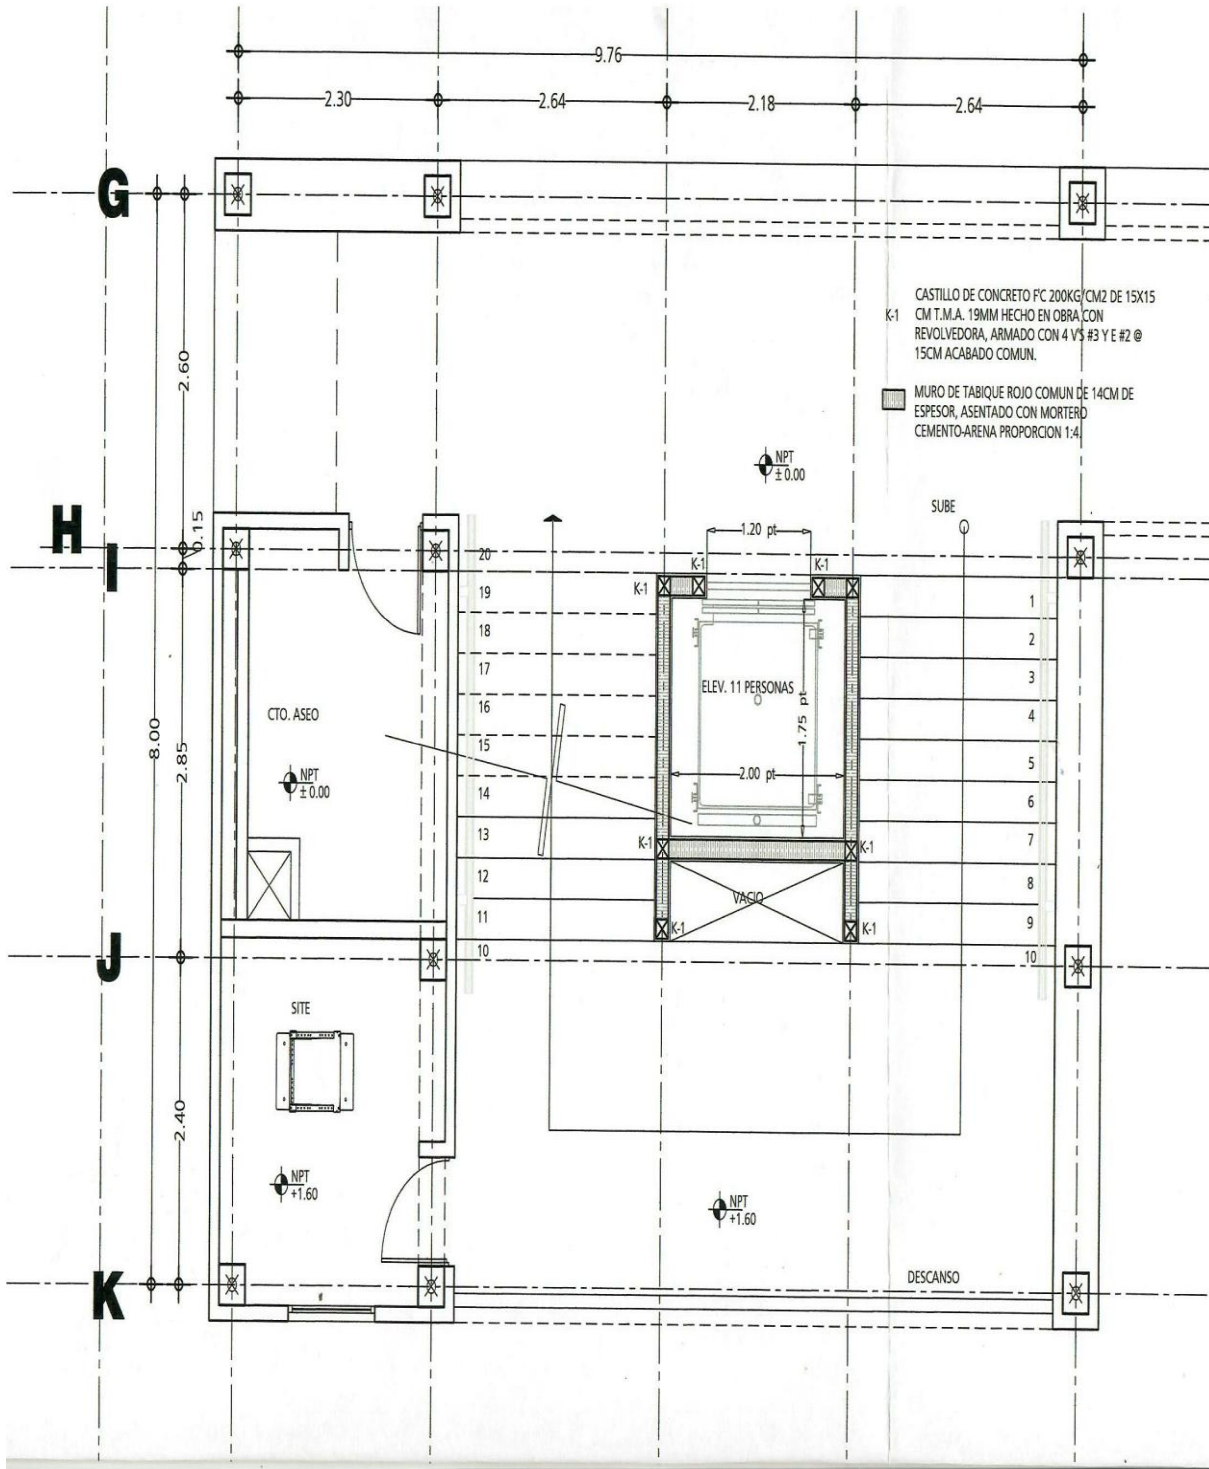 9.76
2.30
2.64
2.18
2.64
G
CASTILLO DE CONCRETO F'C 200KG/CM2 DE 15X15
K-1
CM T.M.A. 19MM HECHO EN OBRA CON
REVOLVEDORA, ARMADO CON 4 V'S #3 Y E #2 @
15CM ACABADO COMUN.
2.60
MURO DE TABIQUE ROJO COMUN DE 14CM DE
ESPESOR, ASENTADO CON MORTERO
CEMENTO-ARENA PROPORCION 1:4.
NPT
± 0.00
SUBE
H
0.15
1.20 pt
I
20
K-1
K-1
K-1
19
1
18
2
17
3
ELEV. 11 PERSONAS
16
4
CTO. ASEO
8.00
2.85
1.75 pt
15
5
NPT
± 0.00
2.00 pt
14
6
13
7
K-1
K-1
12
8
VACIO
11
9
K-1
K-1
J
10
10
SITE
2.40
NPT
+1.60
NPT
+1.60
K
DESCANSO